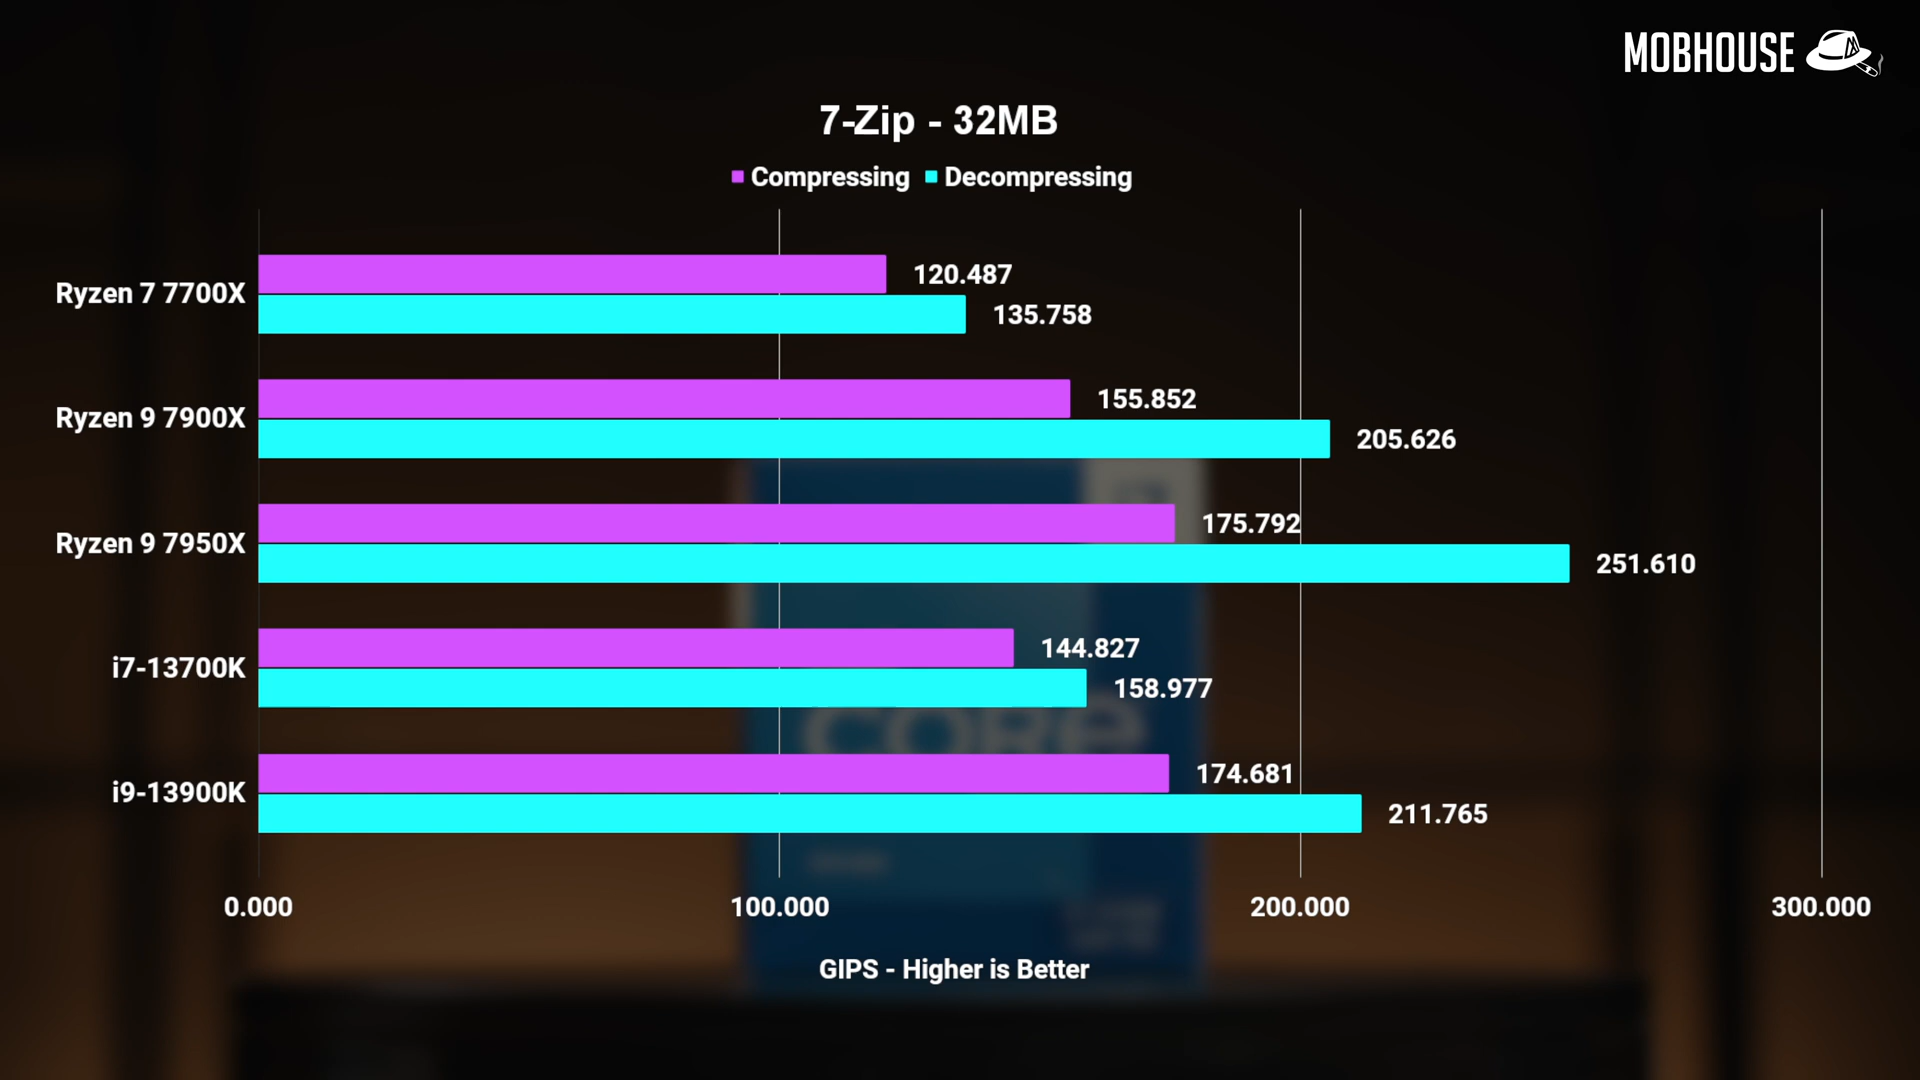 MOBHOUSE
7-Zip - 32MB
Compressing Decompressing
Ryzen 7 7700X
120.487
135.758
Ryzen 9 7900X
155.852
205.626
Ryzen 9 7950X
175.792
251.610
i7-13700K
144.827
158.977
i9-13900K
174.681
211.765
0.000 100.000 200.000 300.000
GIPS - Higher is Better
CORE